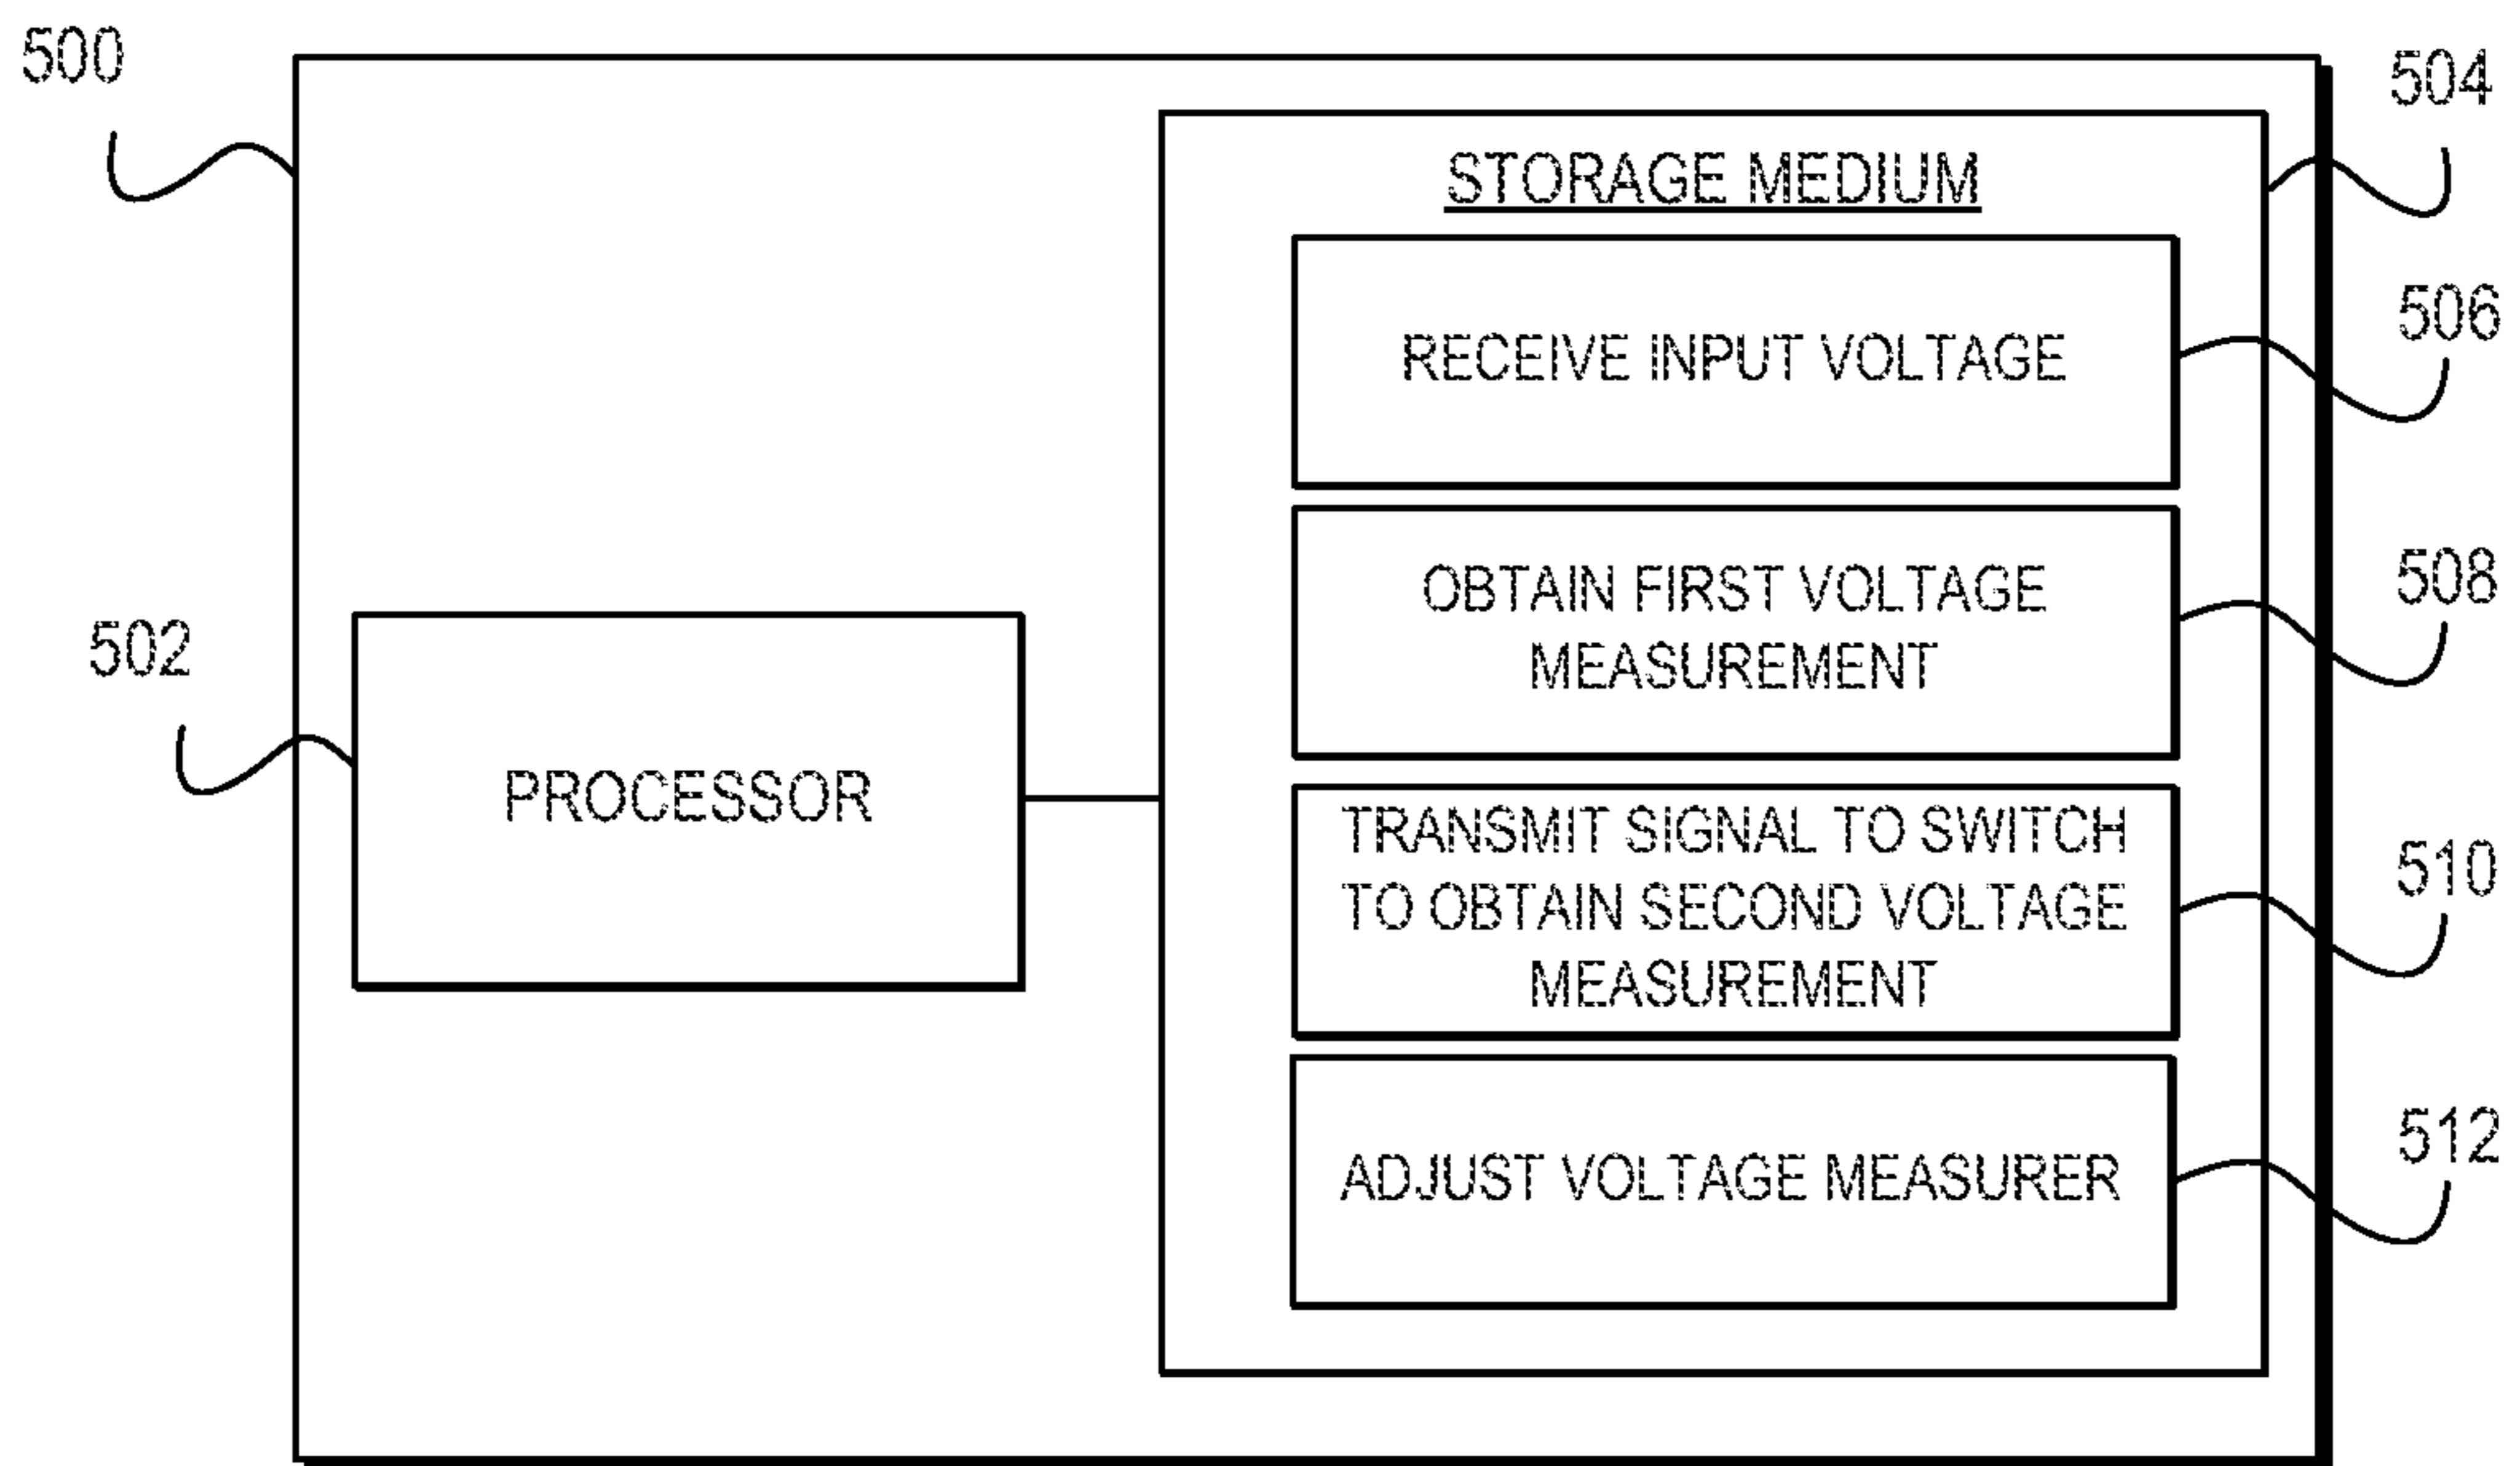 500
504
STORAGE MEDIUM
506
RECEIVE INPUT VOLTAGE
508
OBTAIN FIRST VOLTAGE
MEASUREMENT
502
PROCESSOR
TRANSMIT SIGNAL TO SWITCH
TO OBTAIN SECOND VOLTAGE
MEASUREMENT
510
ADJUST VOLTAGE MEASURER
512